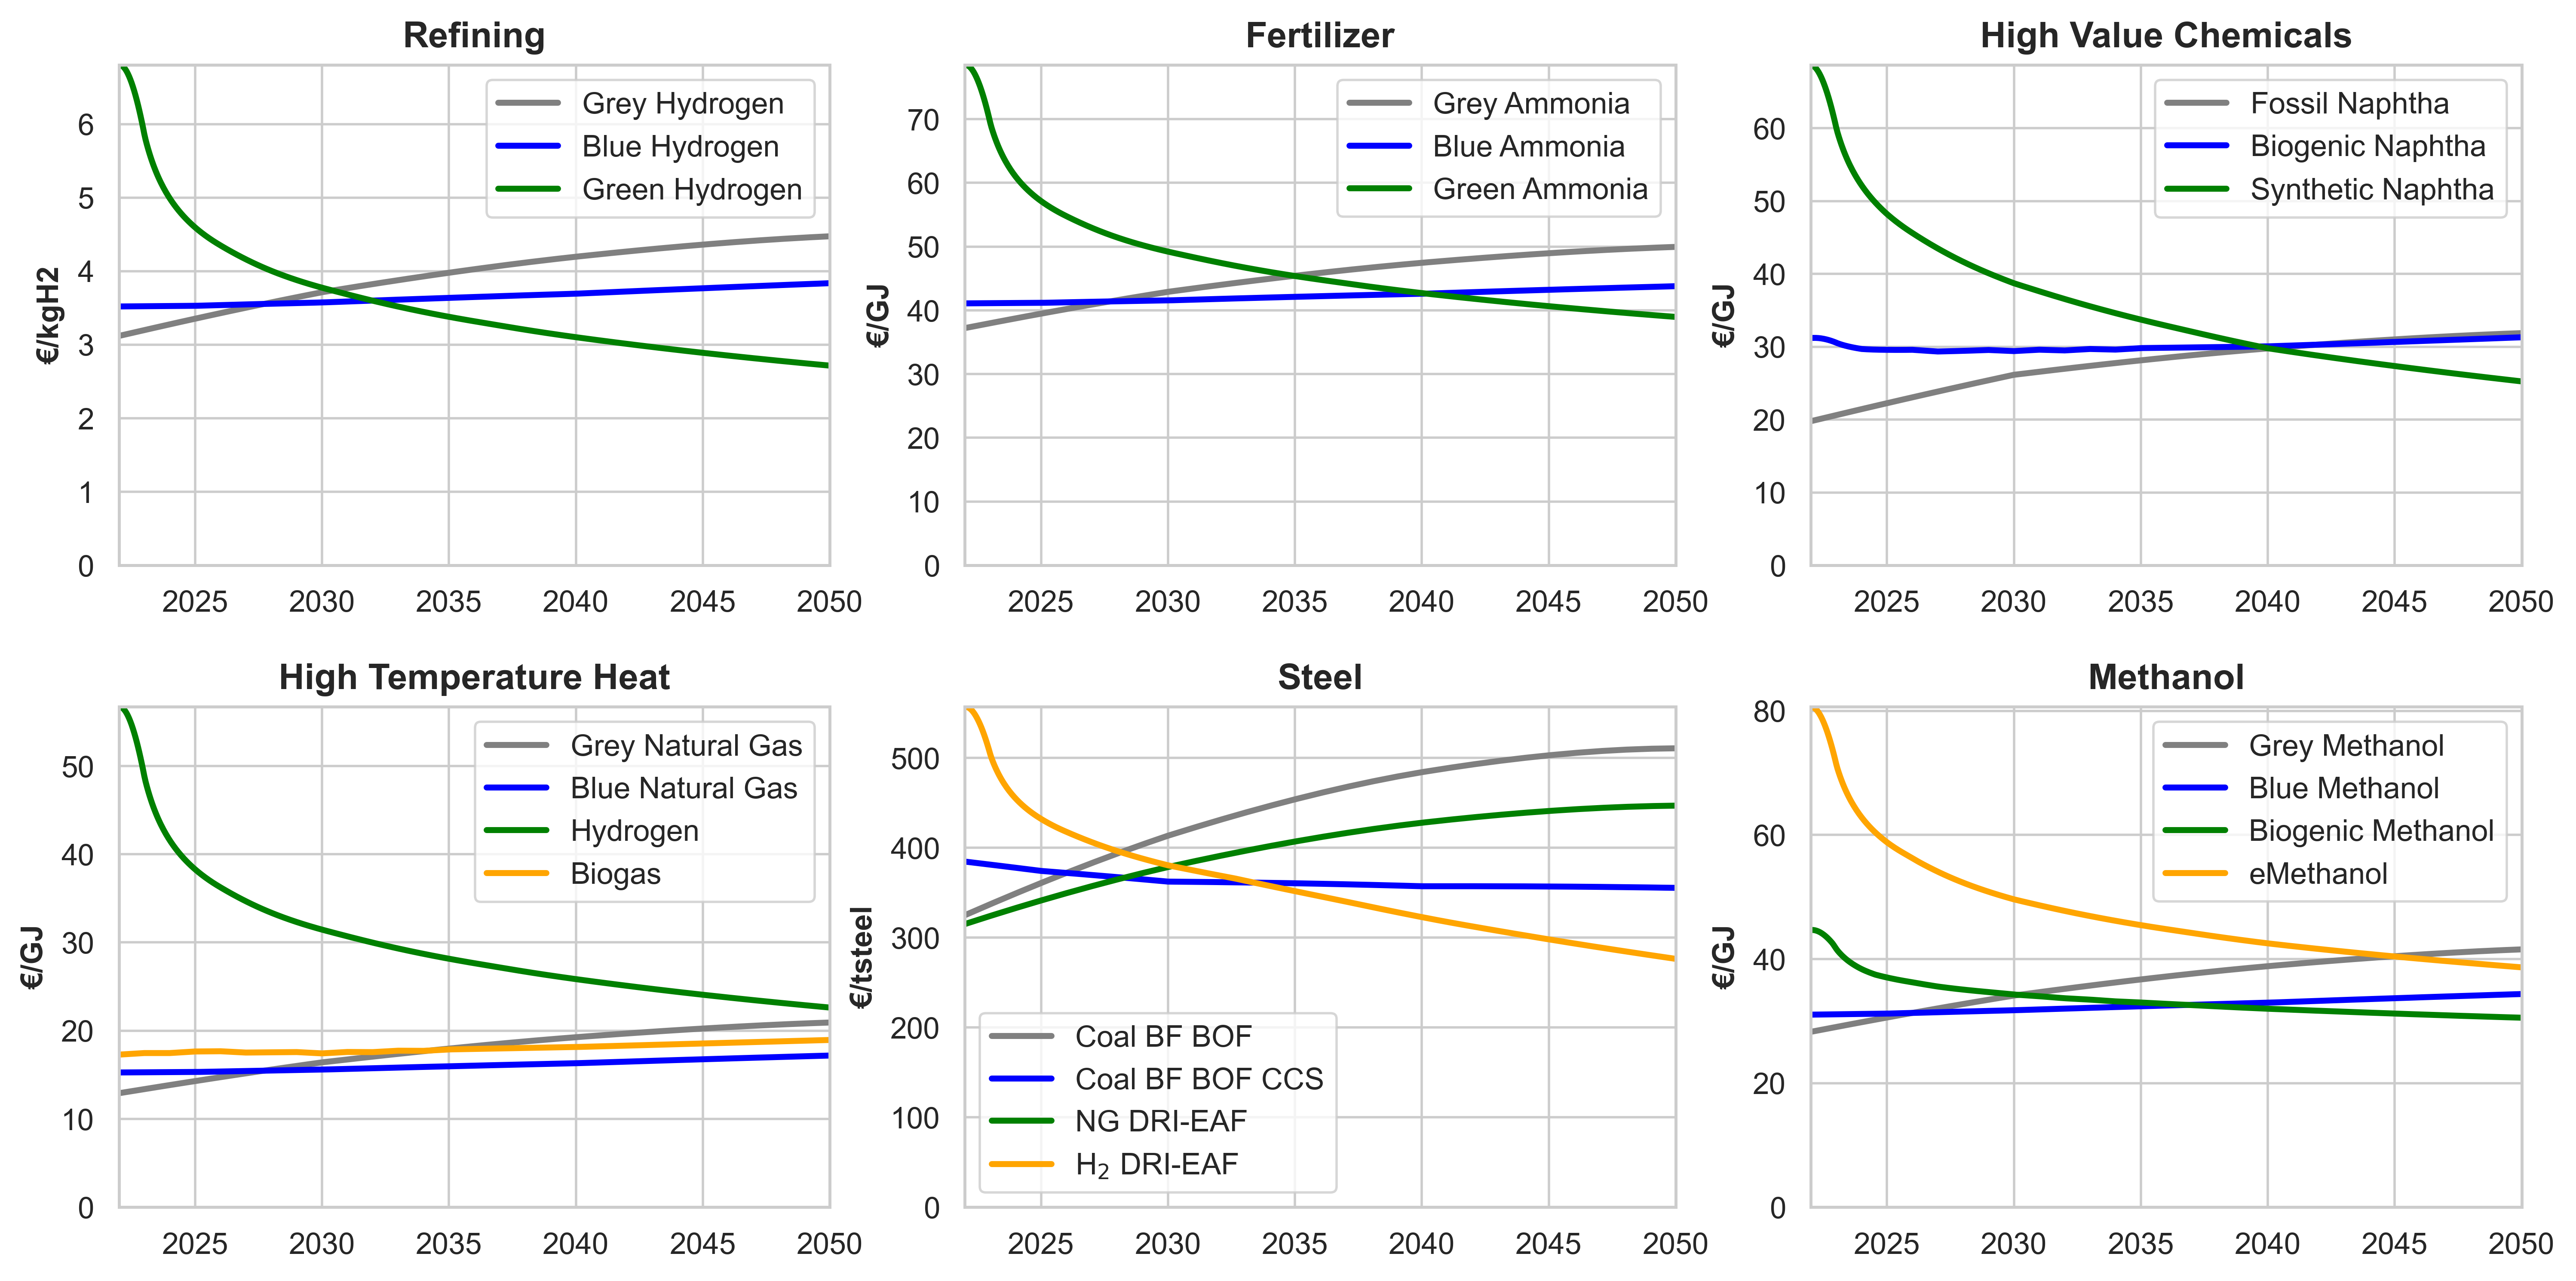 Refining
€/kgH2
6
5
4
3
2
1
0
2025 2030 2035 2040 2045 2050
Grey Hydrogen
Blue Hydrogen
Green Hydrogen
Fertilizer
€/GJ
70
60
50
40
30
20
10
0
2025 2030 2035 2040 2045 2050
Grey Ammonia
Blue Ammonia
Green Ammonia
High Value Chemicals
€/GJ
60
50
40
30
20
10
0
2025 2030 2035 2040 2045 2050
Fossil Naphtha
Biogenic Naphtha
Synthetic Naphtha
High Temperature Heat
€/GJ
50
40
30
20
10
0
2025 2030 2035 2040 2045 2050
Grey Natural Gas
Blue Natural Gas
Hydrogen
Biogas
Steel
€/tsteel
500
400
300
200
100
0
2025 2030 2035 2040 2045 2050
Coal BF BOF
Coal BF BOF CCS
NG DRI-EAF
H₂ DRI-EAF
Methanol
€/GJ
80
60
40
20
0
2025 2030 2035 2040 2045 2050
Grey Methanol
Blue Methanol
Biogenic Methanol
eMethanol